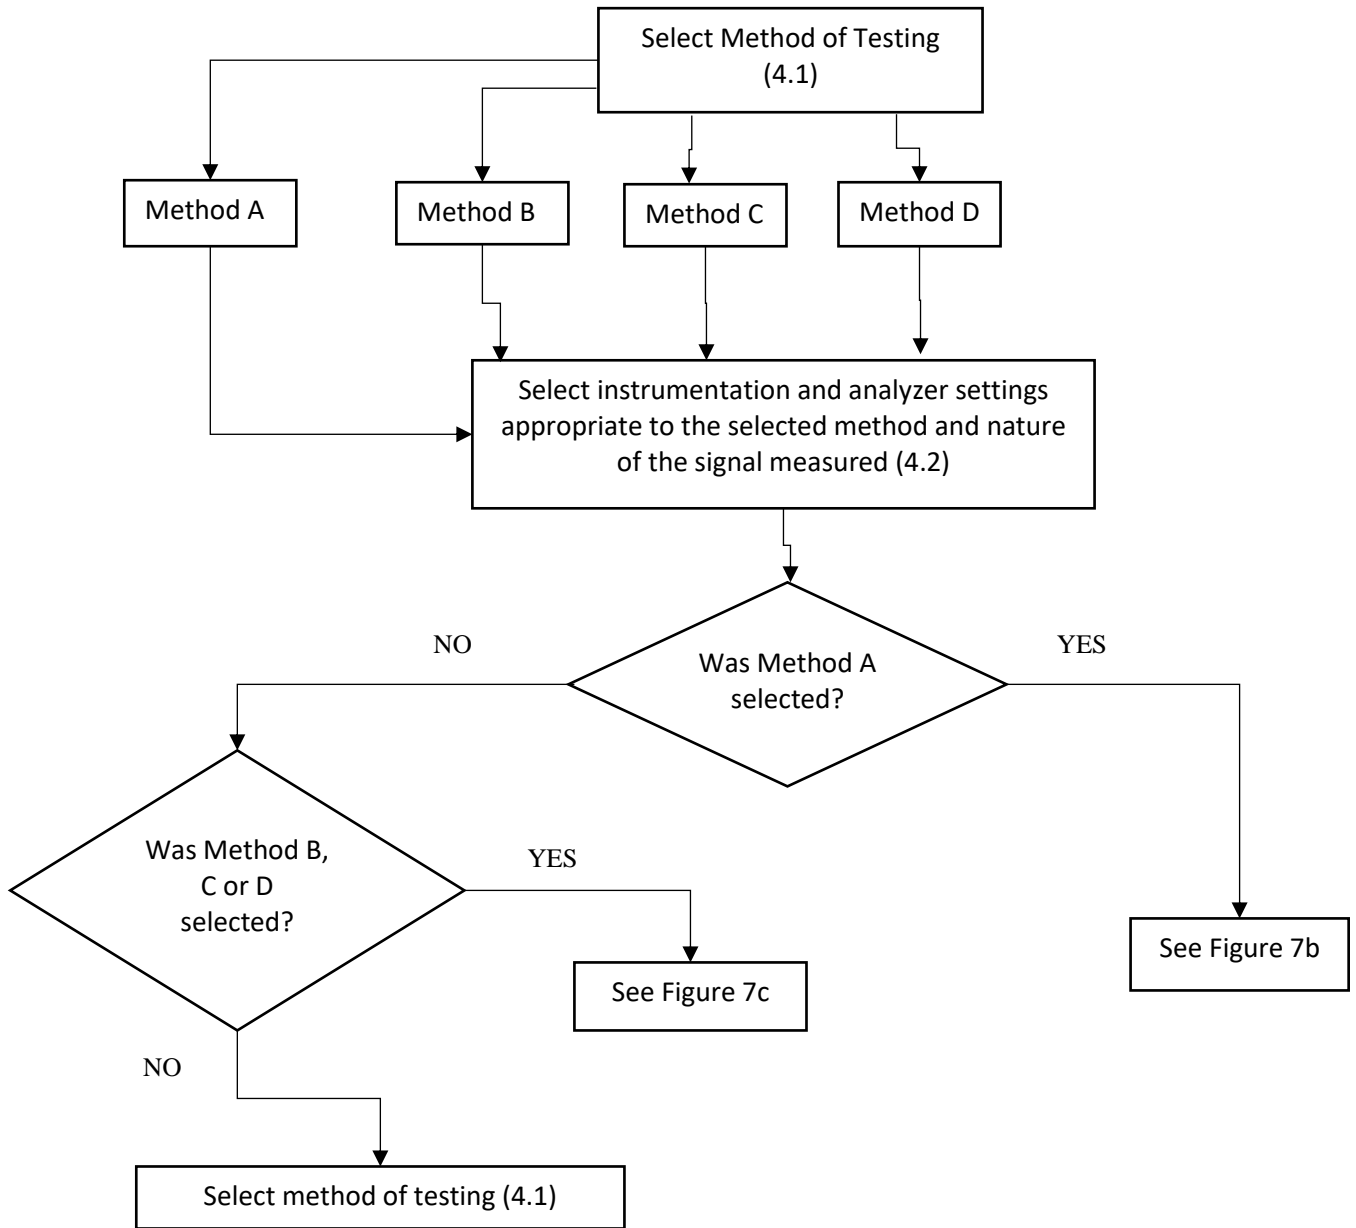 Select Method of Testing
(4.1)
Method A
Method B
Method C
Method D
Select instrumentation and analyzer settings
appropriate to the selected method and nature
of the signal measured (4.2)
NO
YES
Was Method A
selected?
Was Method B,
C or D
selected?
YES
See Figure 7b
See Figure 7c
NO
Select method of testing (4.1)